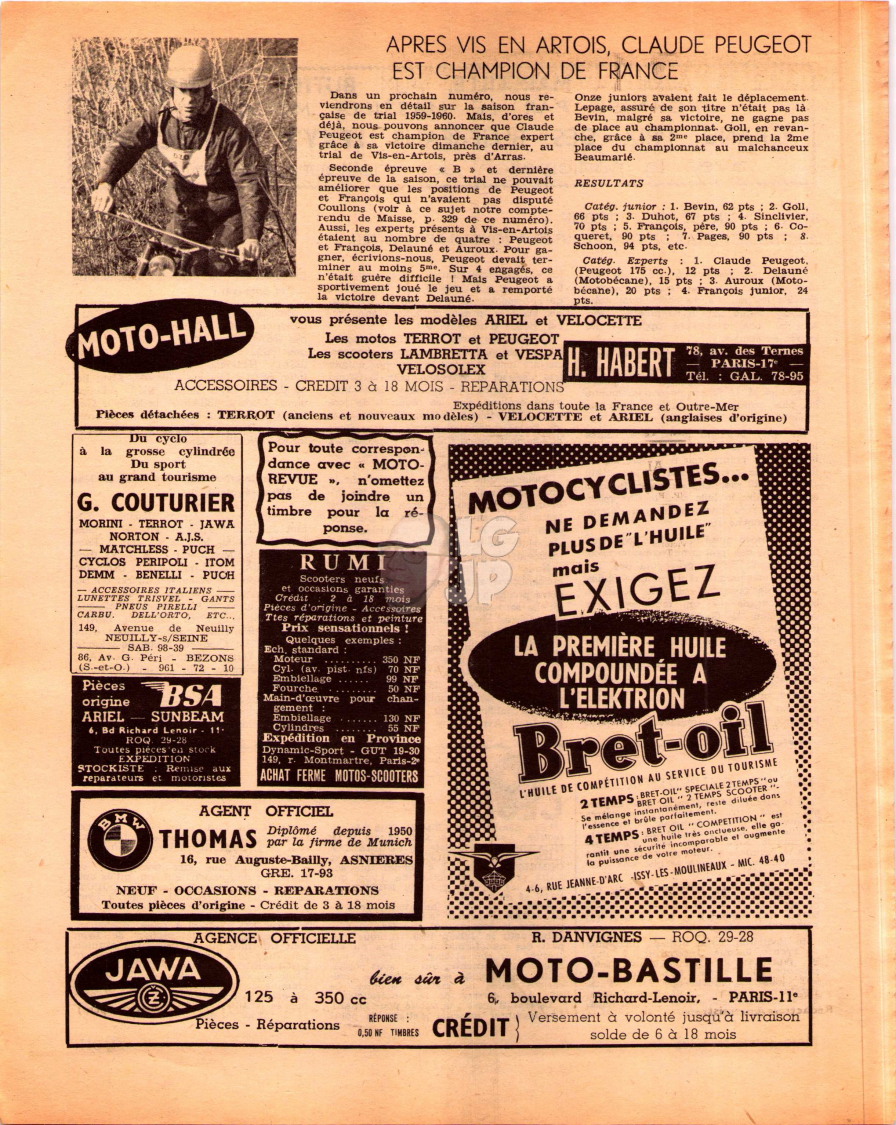 APRES VIS EN ARTOIS, CLAUDE PEUGEOT
EST CHAMPION DE FRANCE
Dans un prochain numéro, nous re-
viendrons en détail sur la saison fran-
çaise de trial 1959-1960. Mais, d'ores et
déjà, nous pouvons annoncer que Claude
Peugeot est champion de France expert
grâce à sa victoire dimanche dernier, au
trial de Vis-en-Artois, près d'Arras.
Seconde épreuve « B » et dernière
épreuve de la saison, ce trial ne pouvait
améliorer que les positions de Peugeot
et François qui n'avaient pas disputé
Coullons (voir à ce sujet notre compte-
rendu de Maisse, p. 329 de ce numéro).
Aussi, les experts présents à Vis-en-Artois
étaient au nombre de quatre : Peugeot
et François, Delauné et Auroux. Pour ga-
gner, écrivions-nous, Peugeot devait ter-
miner au moins 5me. Sur 4 engagés, ce
n'était guère difficile ! Mais Peugeot a
sportivement joué le jeu et a remporté
la victoire devant Delauné.
Onze juniors avaient fait le déplacement.
Lepage, assuré de son titre n'était pas là
Bevin, malgré sa victoire, ne gagne pas
de place au championnat. Goll, en revan-
che, grâce à sa 2me place, prend la 2me
place du championnat au malchanceux
Beaumarié.
RESULTATS
Catég. junior : 1. Bevin, 62 pts ; 2. Goll,
66 pts ; 3. Duhot, 67 pts ; 4. Sinclivier,
70 pts ; 5. François, père, 90 pts ; 6. Co-
queret, 90 pts ; 7. Pages, 90 pts ; 8.
Schoon, 94 pts, etc.
Catég. Experts : 1. Claude Peugeot,
(Peugeot 175 cc.), 12 pts ; 2. Delauné
(Motobécane), 15 pts ; 3. Auroux (Moto-
bécane), 20 pts ; 4. François junior, 24
pts.
MOTO-HALL
vous présente les modèles ARIEL et VELOCETTE
Les motos TERROT et PEUGEOT
Les scooters LAMBRETTA et VESPA
VELOSOLEX
ACCESSOIRES - CREDIT 3 à 18 MOIS - REPARATIONS
H. HABERT
78, av. des Ternes
— PARIS-17e —
Tél. : GAL. 78-95
Expéditions dans toute la France et Outre-Mer
Pièces détachées : TERROT (anciens et nouveaux modèles) - VELOCETTE et ARIEL (anglaises d'origine)
Du cyclo
à la grosse cylindrée
Du sport
au grand tourisme
G. COUTURIER
MORINI - TERROT - JAWA
NORTON - A.J.S.
— MATCHLESS - PUCH —
CYCLOS PERIPOLI - ITOM
DEMM - BENELLI - PUCH
— ACCESSOIRES ITALIENS —
LUNETTES TRISVEL - GANTS
— PNEUS PIRELLI —
CARBU. DELL'ORTO, ETC..,
149, Avenue de Neuilly
NEUILLY-s/SEINE
— SAB. 98-39 —
86, Av. G. Péri - BEZONS
(S.-et-O.) - 961 - 72 - 10
Pour toute correspon-
dance avec « MOTO-
REVUE », n'omettez
pas de joindre un
timbre pour la ré-
ponse.
RUMI
Scooters neufs
et occasions garanties
Crédit : 2 à 18 mois
Pièces d'origine - Accessoires
Ttes réparations et peinture
Prix sensationnels !
Quelques exemples :
Ech. standard :
Moteur ......... 350 NF
Cyl. (av. pist. nfs) 70 NF
Embiellage ...... 99 NF
Fourche ........ 50 NF
Main-d'œuvre pour chan-
gement :
Embiellage ....... 130 NF
Cylindres ....... 55 NF
Expédition en Province
Dynamic-Sport - GUT 19-30
149, r. Montmartre, Paris-2e
ACHAT FERME MOTOS-SCOOTERS
Pièces
origine BSA
ARIEL — SUNBEAM
6, Bd Richard Lenoir - 11e
ROQ. 29-28
Toutes pièces en stock
EXPEDITION
STOCKISTE : Remise aux
reparateurs et motoristes
MOTOCYCLISTES...
NE DEMANDEZ
PLUS DE "L'HUILE"
mais
EXIGEZ
LA PREMIÈRE HUILE
COMPOUNDÉE A
L'ELEKTRION
Bret-oil
L'HUILE DE COMPÉTITION AU SERVICE DU TOURISME
2 TEMPS : BRET-OIL" SPECIALE 2 TEMPS" ou
BRET OIL " 2 TEMPS SCOOTER "-
Se mélange instantanément, reste diluée dans
l'essence et brûle parfaitement.
4 TEMPS : BRET OIL " COMPETITION " est
une huile très onctueuse, elle ga-
rantit une sécurité incomparable et augmente
la puissance de votre moteur.
4-6, RUE JEANNE-D'ARC -ISSY-LES-MOULINEAUX - MIC. 48-40
BMW
AGENT OFFICIEL
THOMAS Diplômé depuis 1950
par la firme de Munich
16, rue Auguste-Bailly, ASNIERES
GRE. 17-93
NEUF - OCCASIONS - REPARATIONS
Toutes pièces d'origine - Crédit de 3 à 18 mois
AGENCE OFFICIELLE
R. DANVIGNES — ROQ. 29-28
JAWA
CZ
125 à 350 cc
bien sûr à MOTO-BASTILLE
6, boulevard Richard-Lenoir, - PARIS-11e
Pièces - Réparations
RÉPONSE :
0,50 NF TIMBRES
CRÉDIT } Versement à volonté jusqu'à livraison
solde de 6 à 18 mois
LG
UP